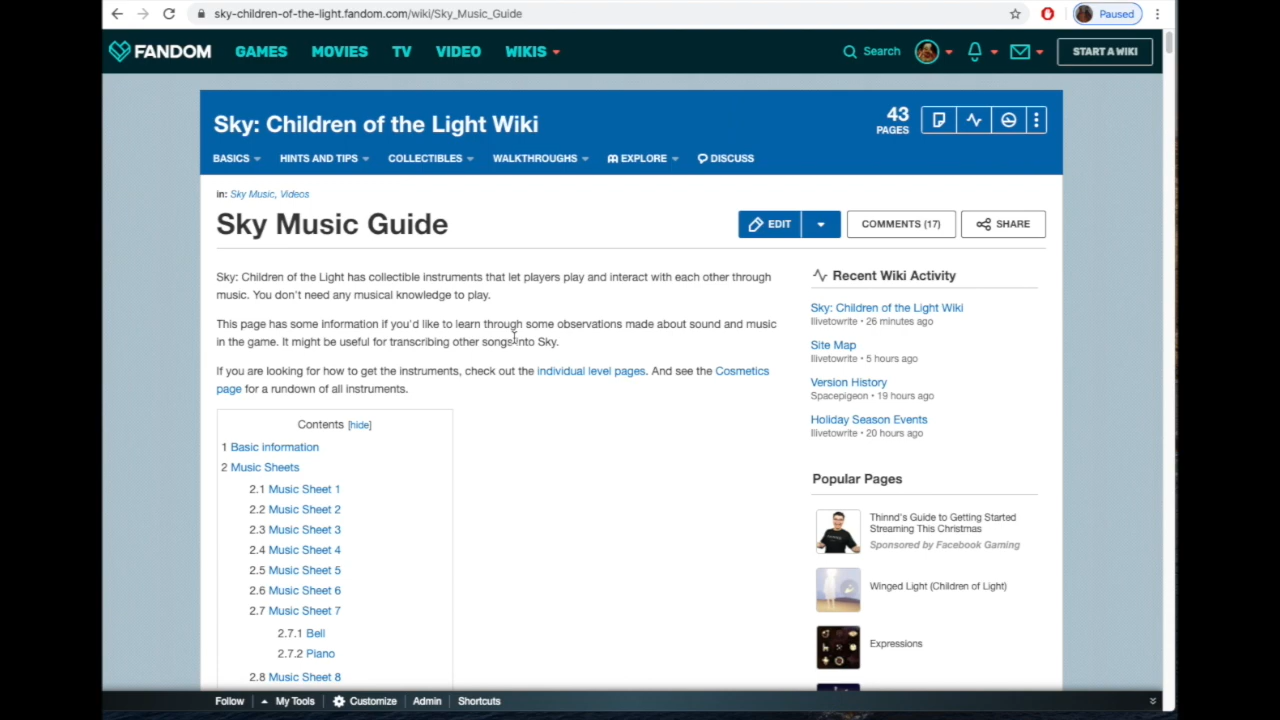 sky-children-of-the-light.fandom.com/wiki/Sky_Music_Guide
Paused
FANDOM
GAMES
MOVIES
TV
VIDEO
WIKIS
Search
START A WIKI
Sky: Children of the Light Wiki
43
PAGES
BASICS
HINTS AND TIPS
COLLECTIBLES
WALKTHROUGHS
EXPLORE
DISCUSS
in: Sky Music, Videos
Sky Music Guide
EDIT
COMMENTS (17)
SHARE
Sky: Children of the Light has collectible instruments that let players play and interact with each other through
music. You don't need any musical knowledge to play.
This page has some information if you'd like to learn through some observations made about sound and music
in the game. It might be useful for transcribing other songs into Sky.
If you are looking for how to get the instruments, check out the individual level pages. And see the Cosmetics
page for a rundown of all instruments.
Contents [hide]
1 Basic information
2 Music Sheets
2.1 Music Sheet 1
2.2 Music Sheet 2
2.3 Music Sheet 3
2.4 Music Sheet 4
2.5 Music Sheet 5
2.6 Music Sheet 6
2.7 Music Sheet 7
2.7.1 Bell
2.7.2 Piano
2.8 Music Sheet 8
Recent Wiki Activity
Sky: Children of the Light Wiki
Ilivetowrite • 26 minutes ago
Site Map
Ilivetowrite • 5 hours ago
Version History
Spacepigeon • 19 hours ago
Holiday Season Events
Ilivetowrite • 20 hours ago
Popular Pages
Thinnd's Guide to Getting Started
Streaming This Christmas
Sponsored by Facebook Gaming
Winged Light (Children of Light)
Expressions
Follow
My Tools
Customize
Admin
Shortcuts